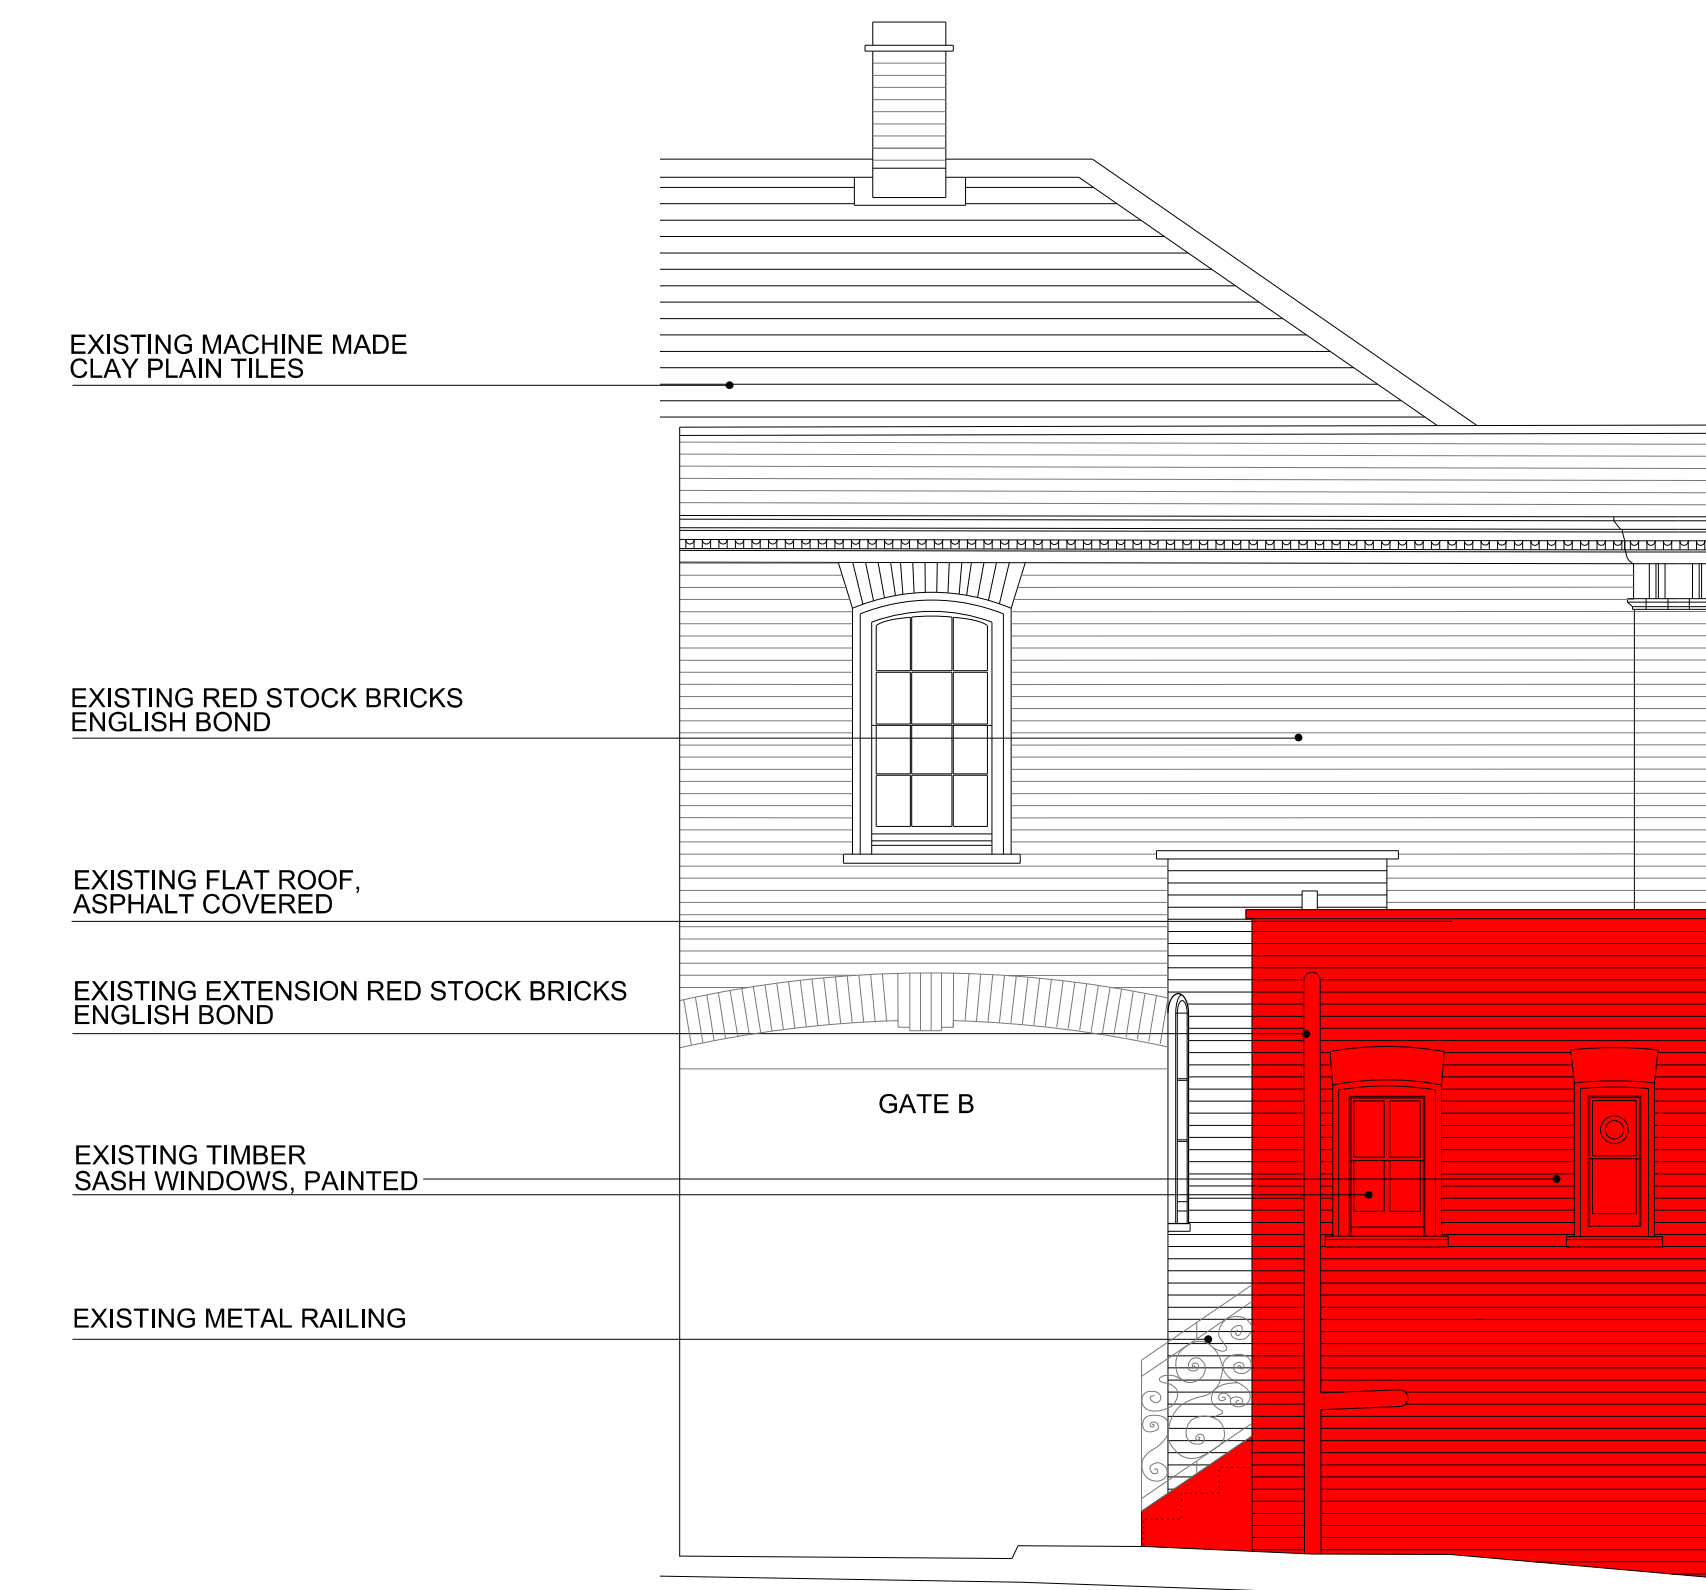 EXISTING MACHINE MADE
CLAY PLAIN TILES
EXISTING RED STOCK BRICKS
ENGLISH BOND
EXISTING FLAT ROOF,
ASPHALT COVERED
EXISTING EXTENSION RED STOCK BRICKS
ENGLISH BOND
GATE B
EXISTING TIMBER
SASH WINDOWS, PAINTED
EXISTING METAL RAILING